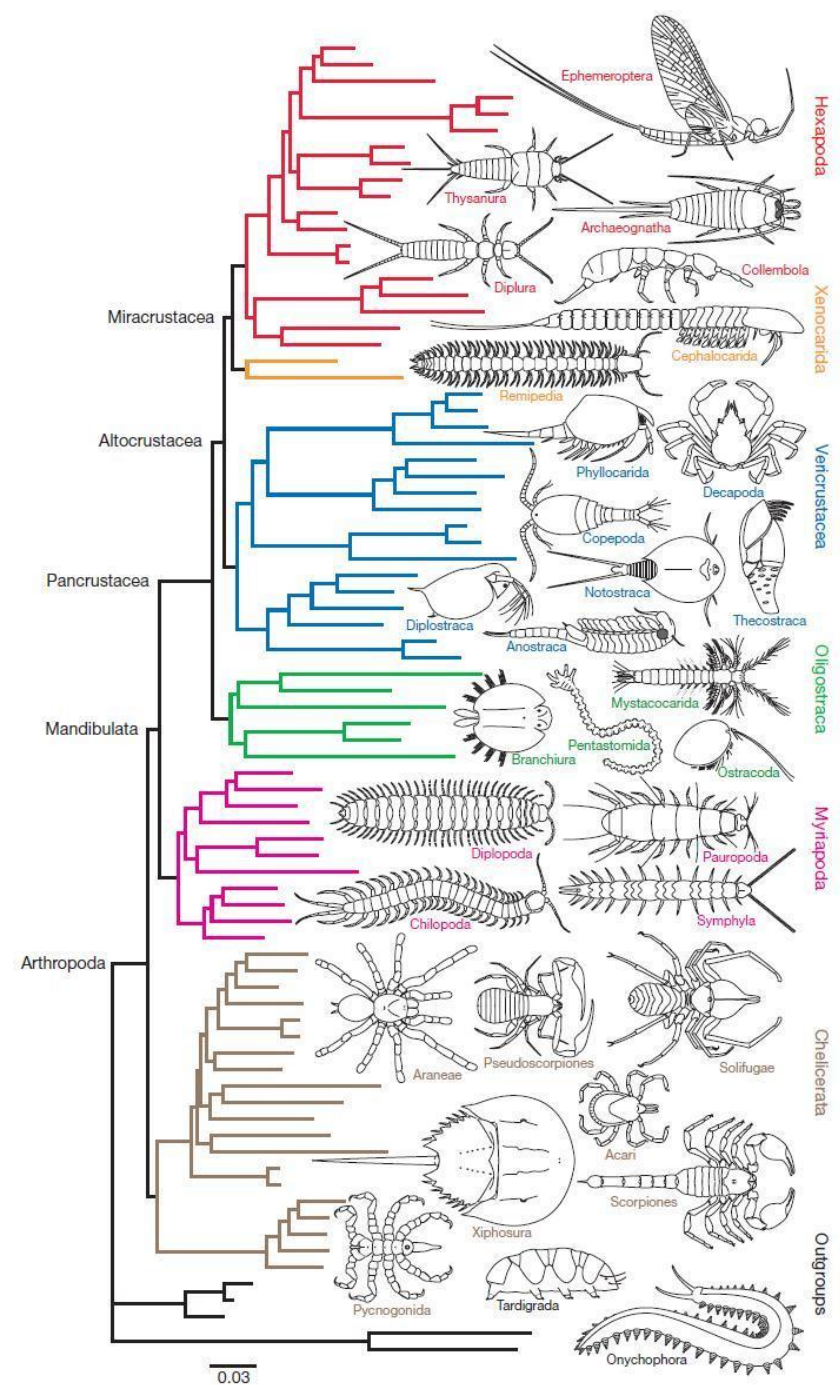 Ephemeroptera
Hexapoda
Thysanura
Archaeognatha
Diplura
Collembola
Miracrustacea
Xenocarida
Cephalocarida
Remipedia
Altocrustacea
Vericrustacea
Phyllocarida
Decapoda
Copepoda
Pancrustacea
Notostraca
Diplostraca
Thecostraca
Anostraca
Oligostraca
Mystacocarida
Mandibulata
Pentastomida
Branchiura
Ostracoda
Myriapoda
Diplopoda
Pauropoda
Chilopoda
Symphyla
Arthropoda
Chelicerata
Araneae
Pseudoscorpiones
Solifugae
Acari
Scorpiones
Xiphosura
Outgroups
Pycnogonida
Tardigrada
Onychophora
0.03